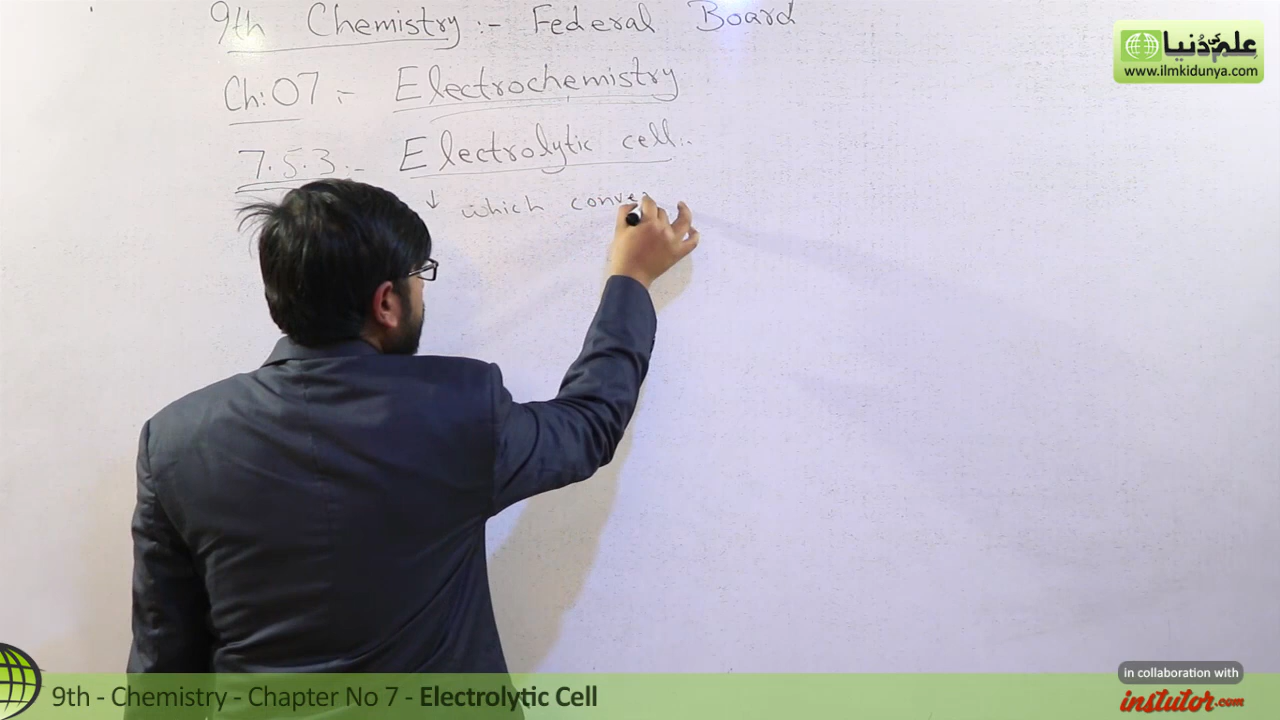 9th Chemistry :- Federal Board
Ch: 07 :- Electrochemistry
7.5.3 :- Electrolytic cell :-
↓ which conve
علم کی دنیا
www.ilmkidunya.com
in collaboration with
instutor.com
9th - Chemistry - Chapter No 7 - Electrolytic Cell